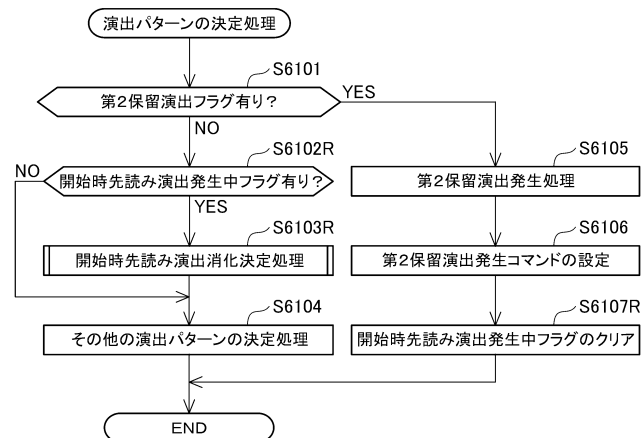 演出パターンの決定処理
S6101
第2保留演出フラグ有り?
YES
NO
S6102R
NO
開始時先読み演出発生中フラグ有り?
YES
S6103R
開始時先読み演出消化決定処理
S6104
その他の演出パターンの決定処理
S6105
第2保留演出発生処理
S6106
第2保留演出発生コマンドの設定
S6107R
開始時先読み演出発生中フラグのクリア
END